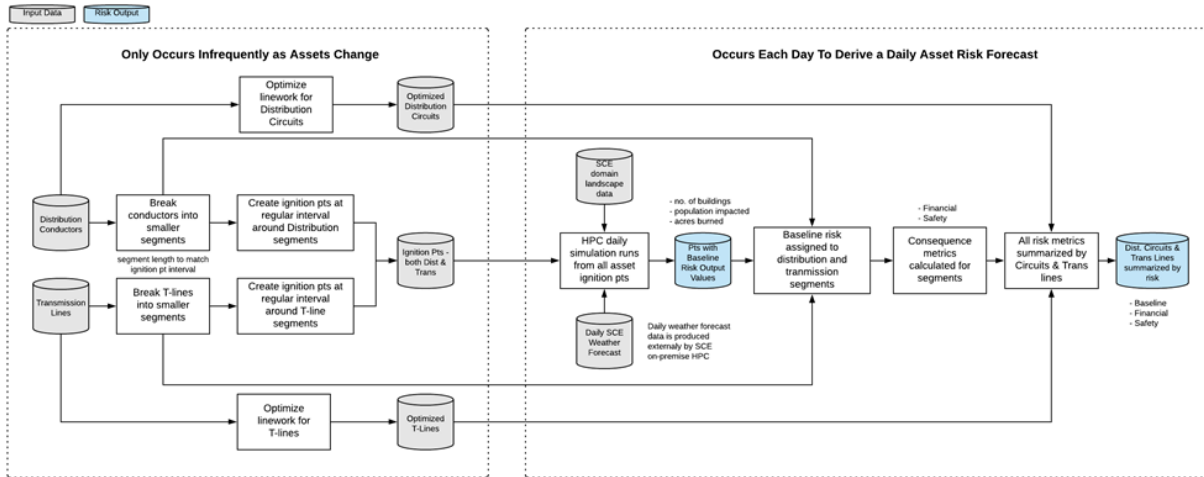 Input Data
Risk Output
Only Occurs Infrequently as Assets Change
Optimize
linework for
Distribution
Circuits
Optimized
Distribution
Circuits
Distribution
Conductors
Break
conductors into
smaller
segments
Create ignition pts at
regular interval
around Distribution
segments
segment length to match
ignition pt interval
Ignition Pts -
both Dist &
Trans
Transmission
Lines
Break T-lines
into smaller
segments
Create ignition pts at
regular interval
around T-line
segments
Optimize
linework for
T-lines
Optimized
T-Lines
Occurs Each Day To Derive a Daily Asset Risk Forecast
SCE
domain
landscape
data
- no. of buildings
- population impacted
- acres burned
HPC daily
simulation runs
from all asset
ignition pts
Pts with
Baseline
Risk Output
Values
Daily SCE
Weather
Forecast
Daily weather forecast
data is produced
externaly by SCE
on-premise HPC
Baseline risk
assigned to
distribution and
tranmission
segments
- Financial
- Safety
Consequence
metrics
calculated for
segments
All risk metrics
summarized by
Circuits & Trans
lines
Dist. Circuits &
Trans Lines
summarized by
risk
- Baseline
- Financial
- Safety